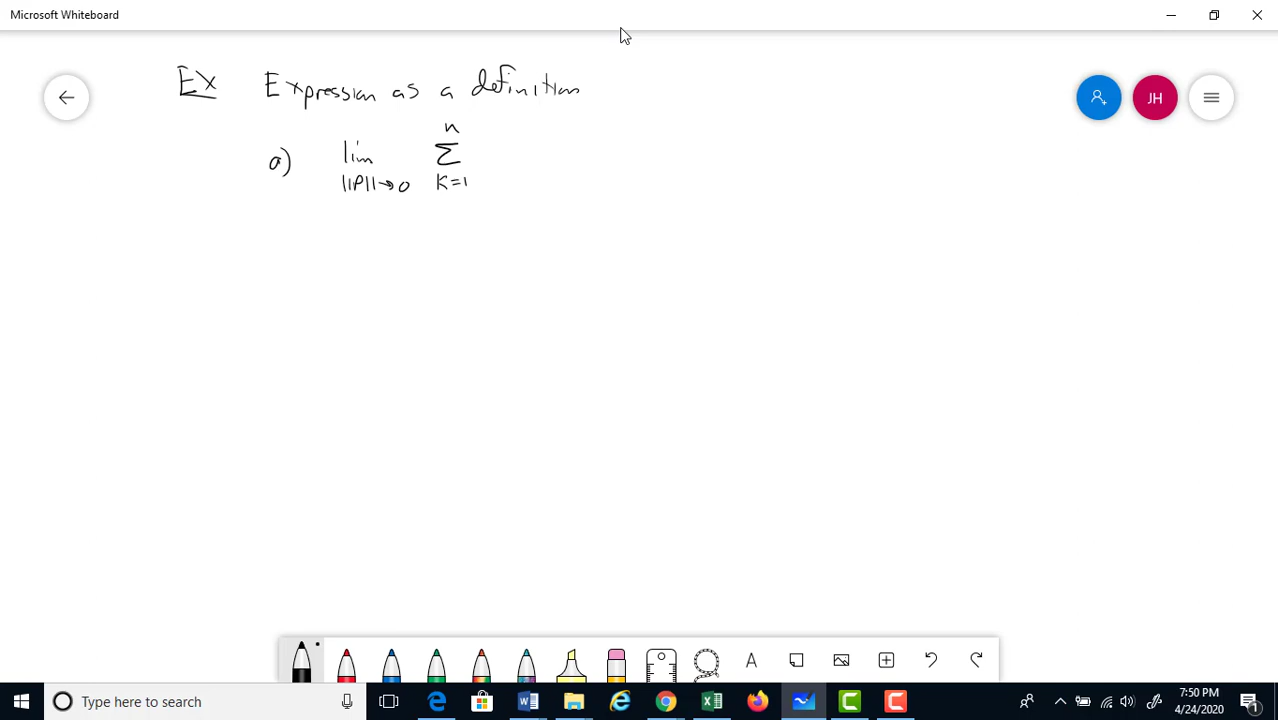 Microsoft Whiteboard
EX Expression as a definition
n
a) lim Σ
||P||→0 K=1
JH
A
Type here to search
7:50 PM
4/24/2020
1